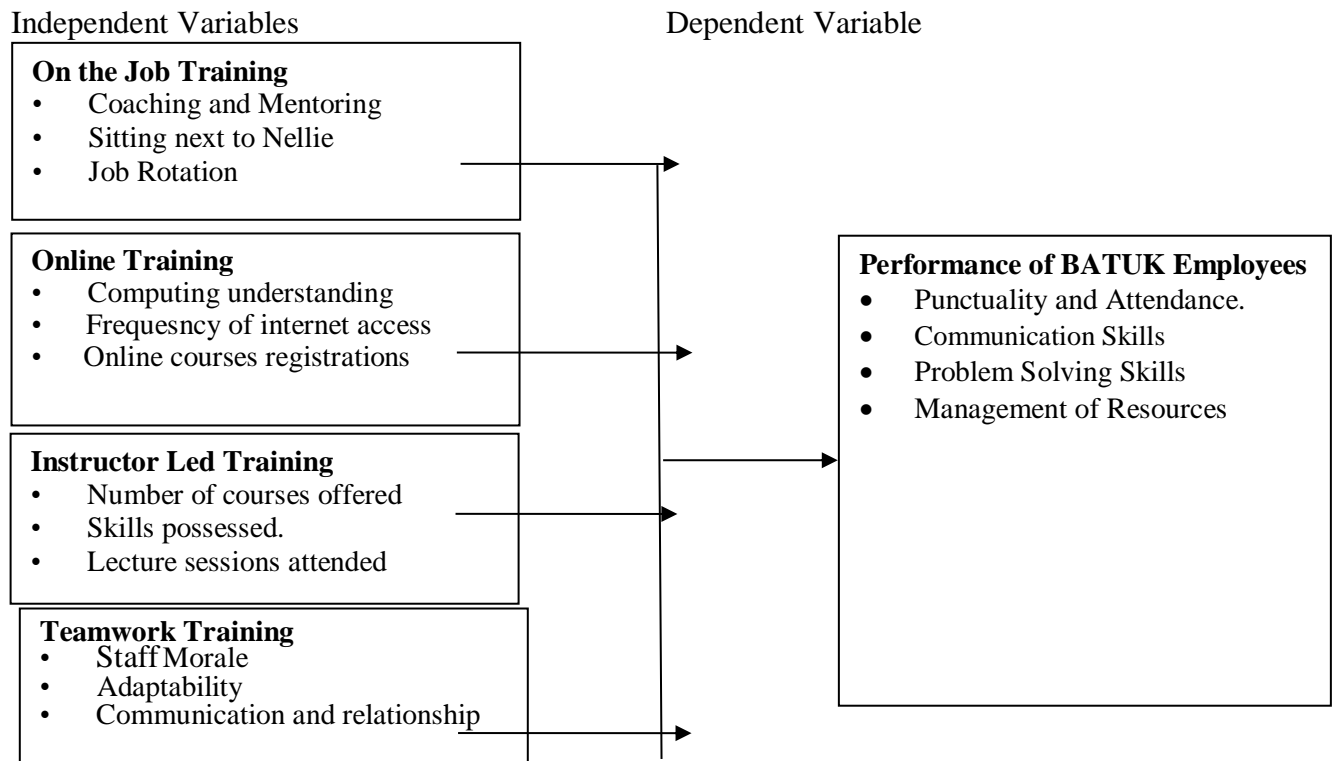 Independent Variables
Dependent Variable
On the Job Training
• Coaching and Mentoring
• Sitting next to Nellie
• Job Rotation
Online Training
• Computing understanding
• Frequesncy of internet access
• Online courses registrations
Instructor Led Training
• Number of courses offered
• Skills possessed.
• Lecture sessions attended
Teamwork Training
• Staff Morale
• Adaptability
• Communication and relationship
Performance of BATUK Employees
• Punctuality and Attendance.
• Communication Skills
• Problem Solving Skills
• Management of Resources